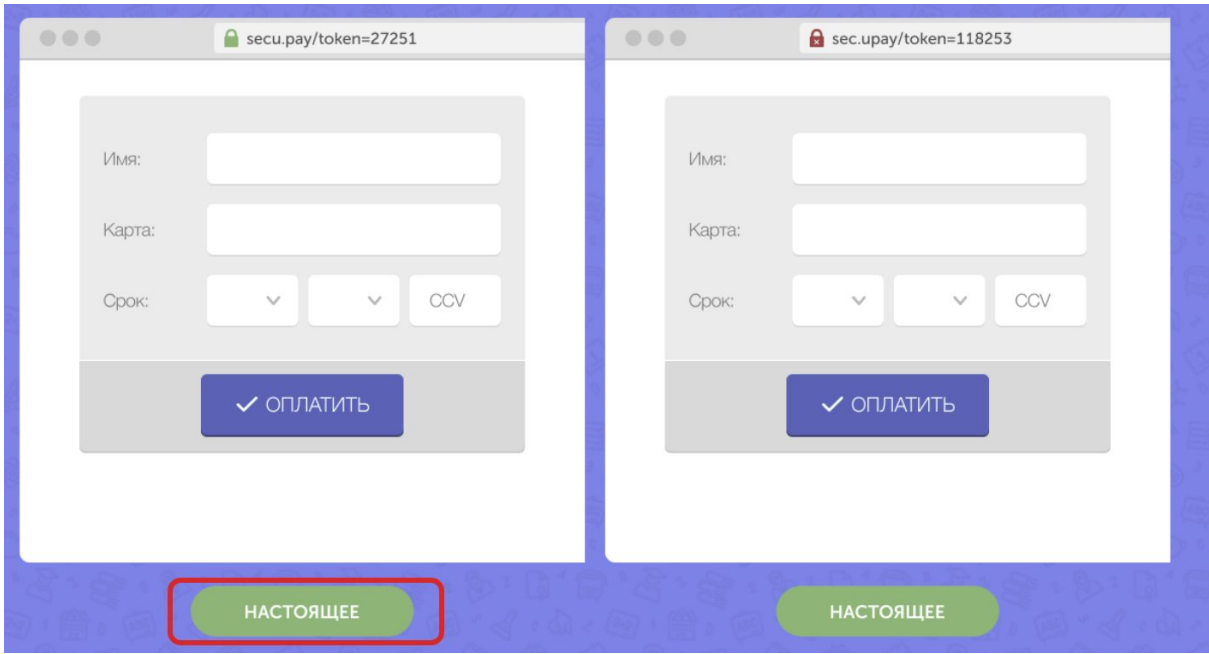 secu.pay/token=27251
Имя:
Карта:
Срок:
CCV
ОПЛАТИТЬ
НАСТОЯЩЕЕ
sec.upay/token=118253
Имя:
Карта:
Срок:
CCV
ОПЛАТИТЬ
НАСТОЯЩЕЕ